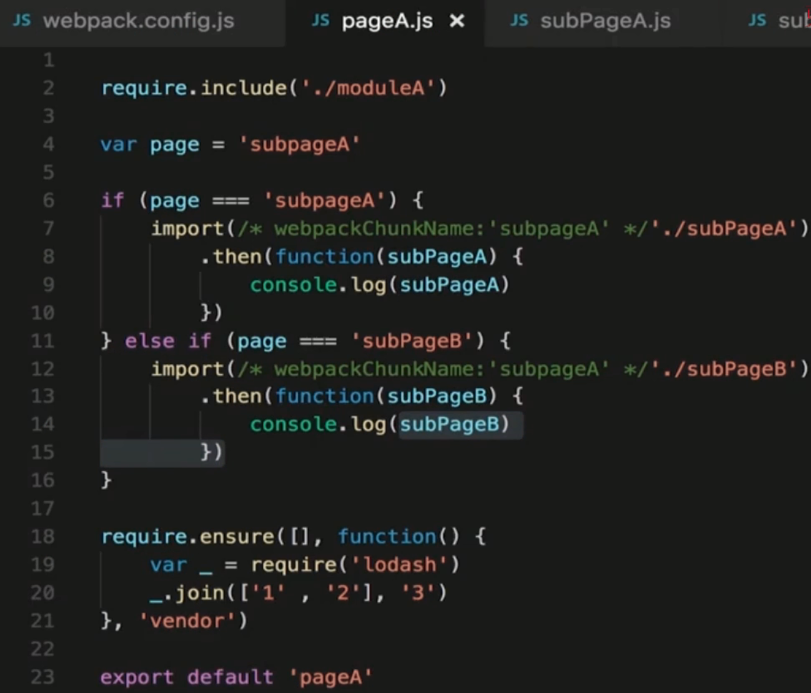 JS webpack.config.js JS pageA.js × JS subPageA.js JS sub
1
2 require.include('./moduleA')
3
4 var page = 'subpageA'
5
6 if (page === 'subpageA') {
7 import(/* webpackChunkName:'subpageA' */'./subPageA')
8 .then(function(subPageA) {
9 console.log(subPageA)
10 })
11 } else if (page === 'subPageB') {
12 import(/* webpackChunkName:'subpageA' */'./subPageB')
13 .then(function(subPageB) {
14 console.log(subPageB)
15 })
16 }
17
18 require.ensure([], function() {
19 var _ = require('lodash')
20 _.join(['1' , '2'], '3')
21 }, 'vendor')
22
23 export default 'pageA'